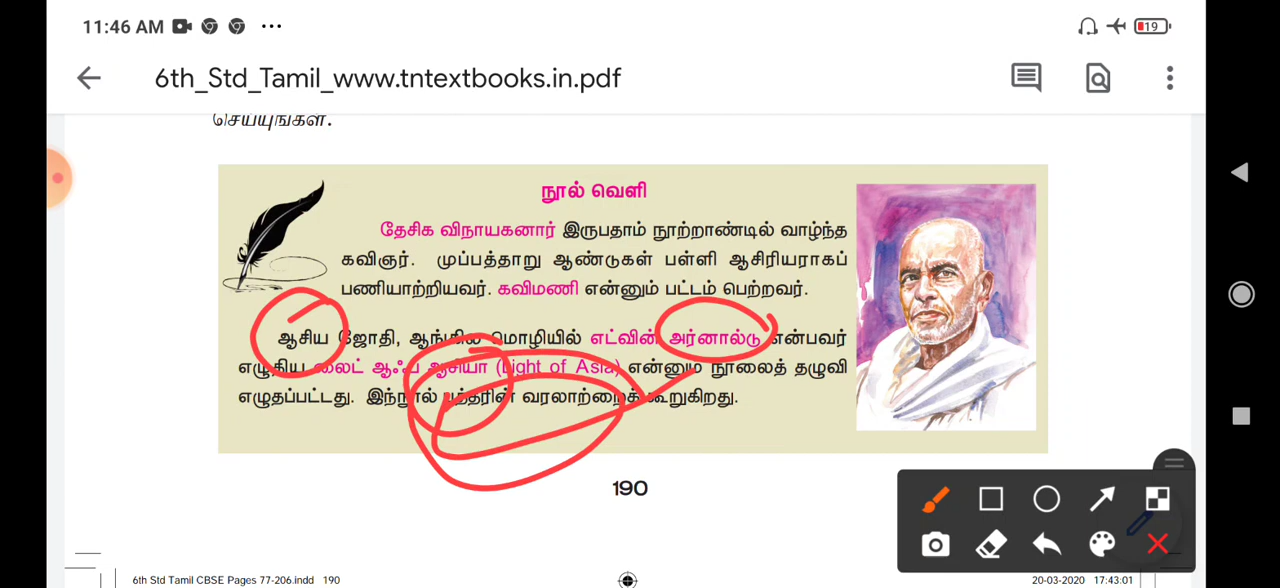 11:46 AM ... 19
6th_Std_Tamil_www.tntextbooks.in.pdf
செய்யுங்கள்.
நூல் வெளி
தேசிக விநாயகனார் இருபதாம் நூற்றாண்டில் வாழ்ந்த
கவிஞர். முப்பத்தாறு ஆண்டுகள் பள்ளி ஆசிரியராகப்
பணியாற்றியவர். கவிமணி என்னும் பட்டம் பெற்றவர்.
ஆசிய ஜோதி, ஆங்கில மொழியில் எட்வின் அர்னால்டு என்பவர்
எழுதிய லைட் ஆஃப் ஆசியா (Light of Asia) என்னும் நூலைத் தழுவி
எழுதப்பட்டது. இந்நூல் புத்தரின் வரலாற்றைக் கூறுகிறது.
190
6th Std Tamil CBSE Pages 77-206.indd 190 20-03-2020 17:43:01